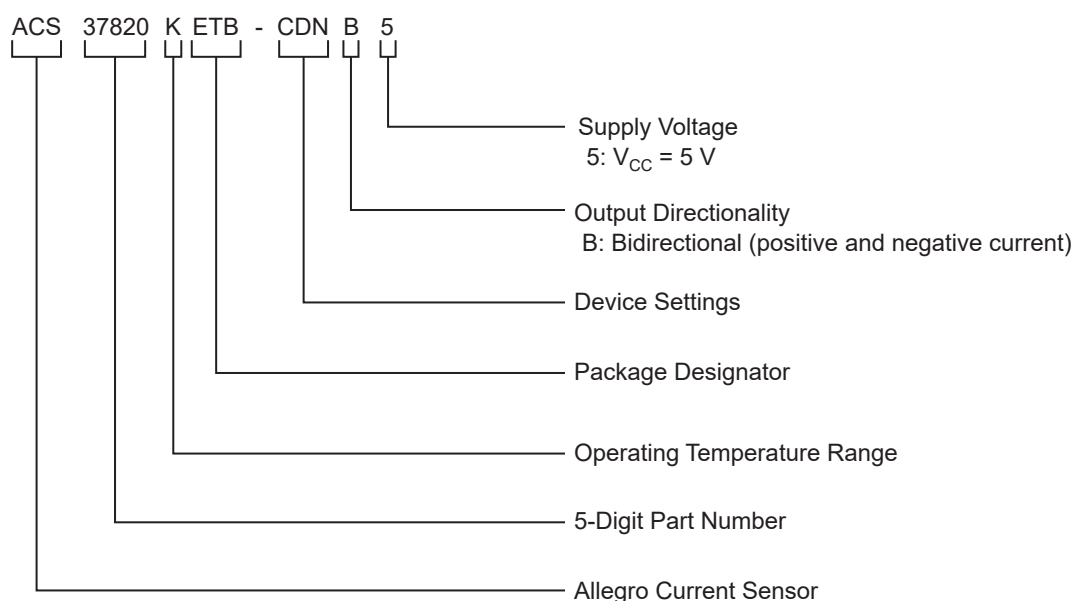 ACS 37820 K ETB - CDN B 5
Supply Voltage
5: VCC = 5 V
Output Directionality
B: Bidirectional (positive and negative current)
Device Settings
Package Designator
Operating Temperature Range
5-Digit Part Number
Allegro Current Sensor